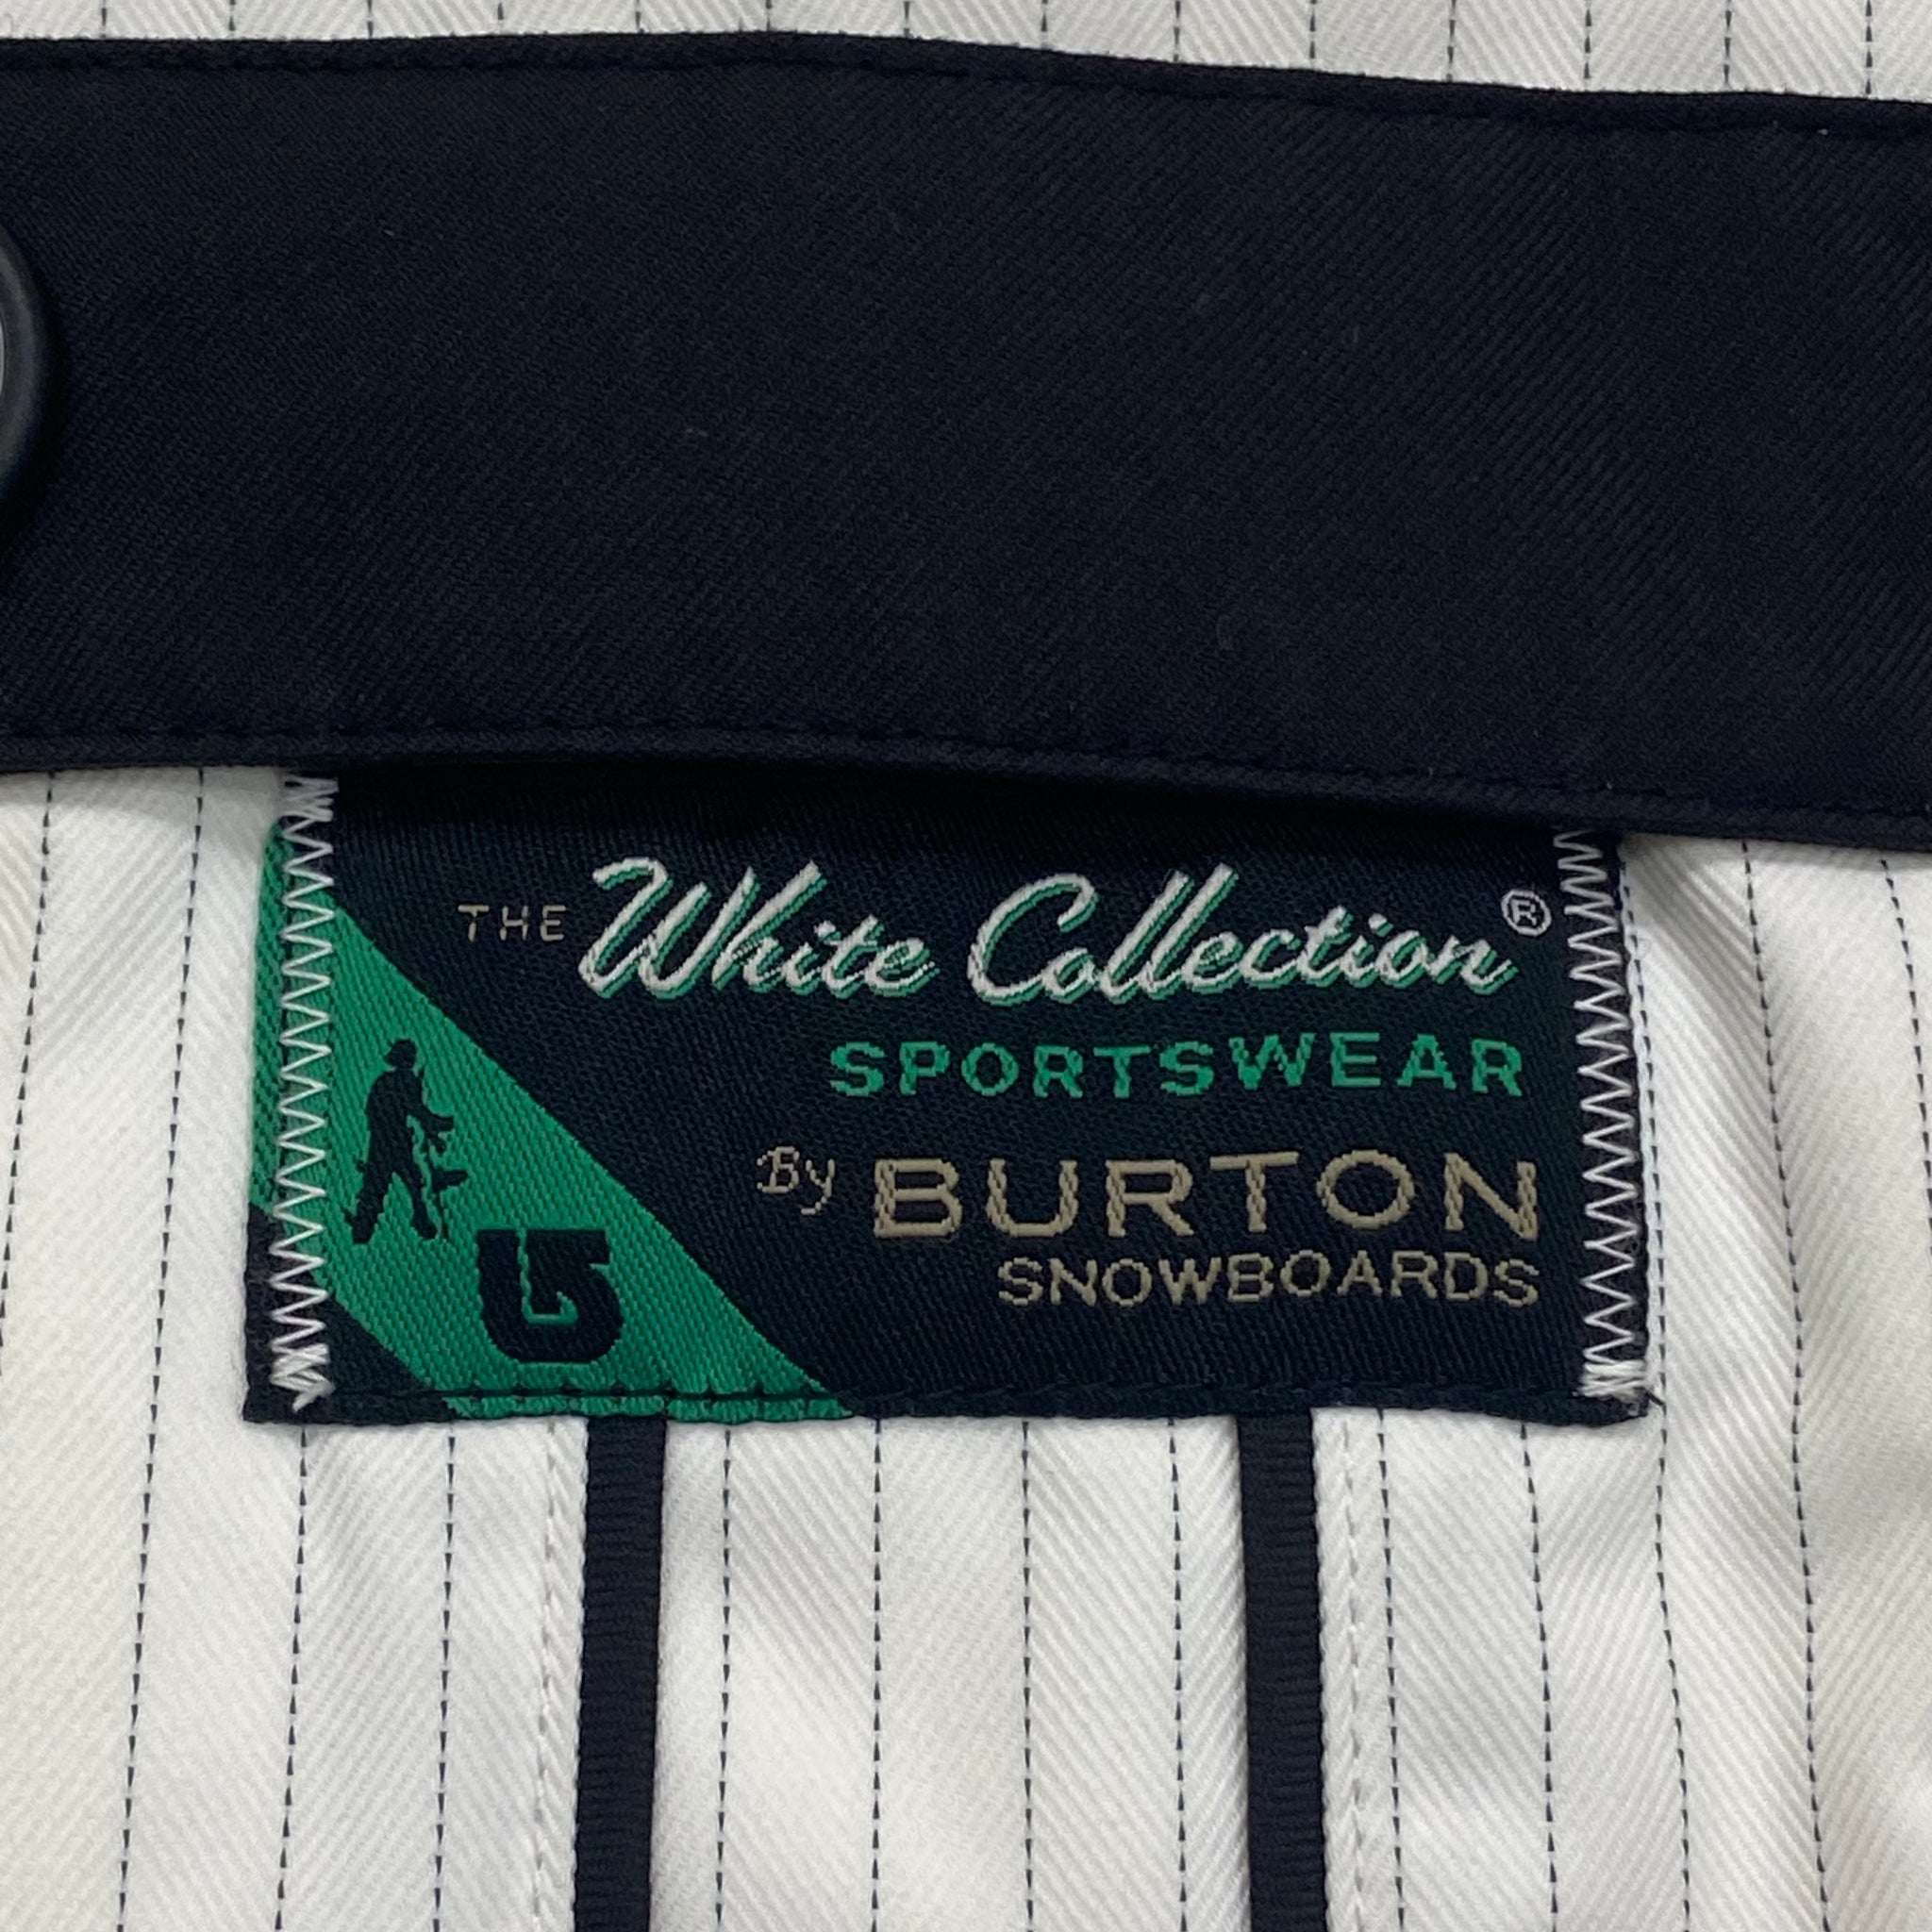 THE White Collection®
SPORTSWEAR
By BURTON
SNOWBOARDS